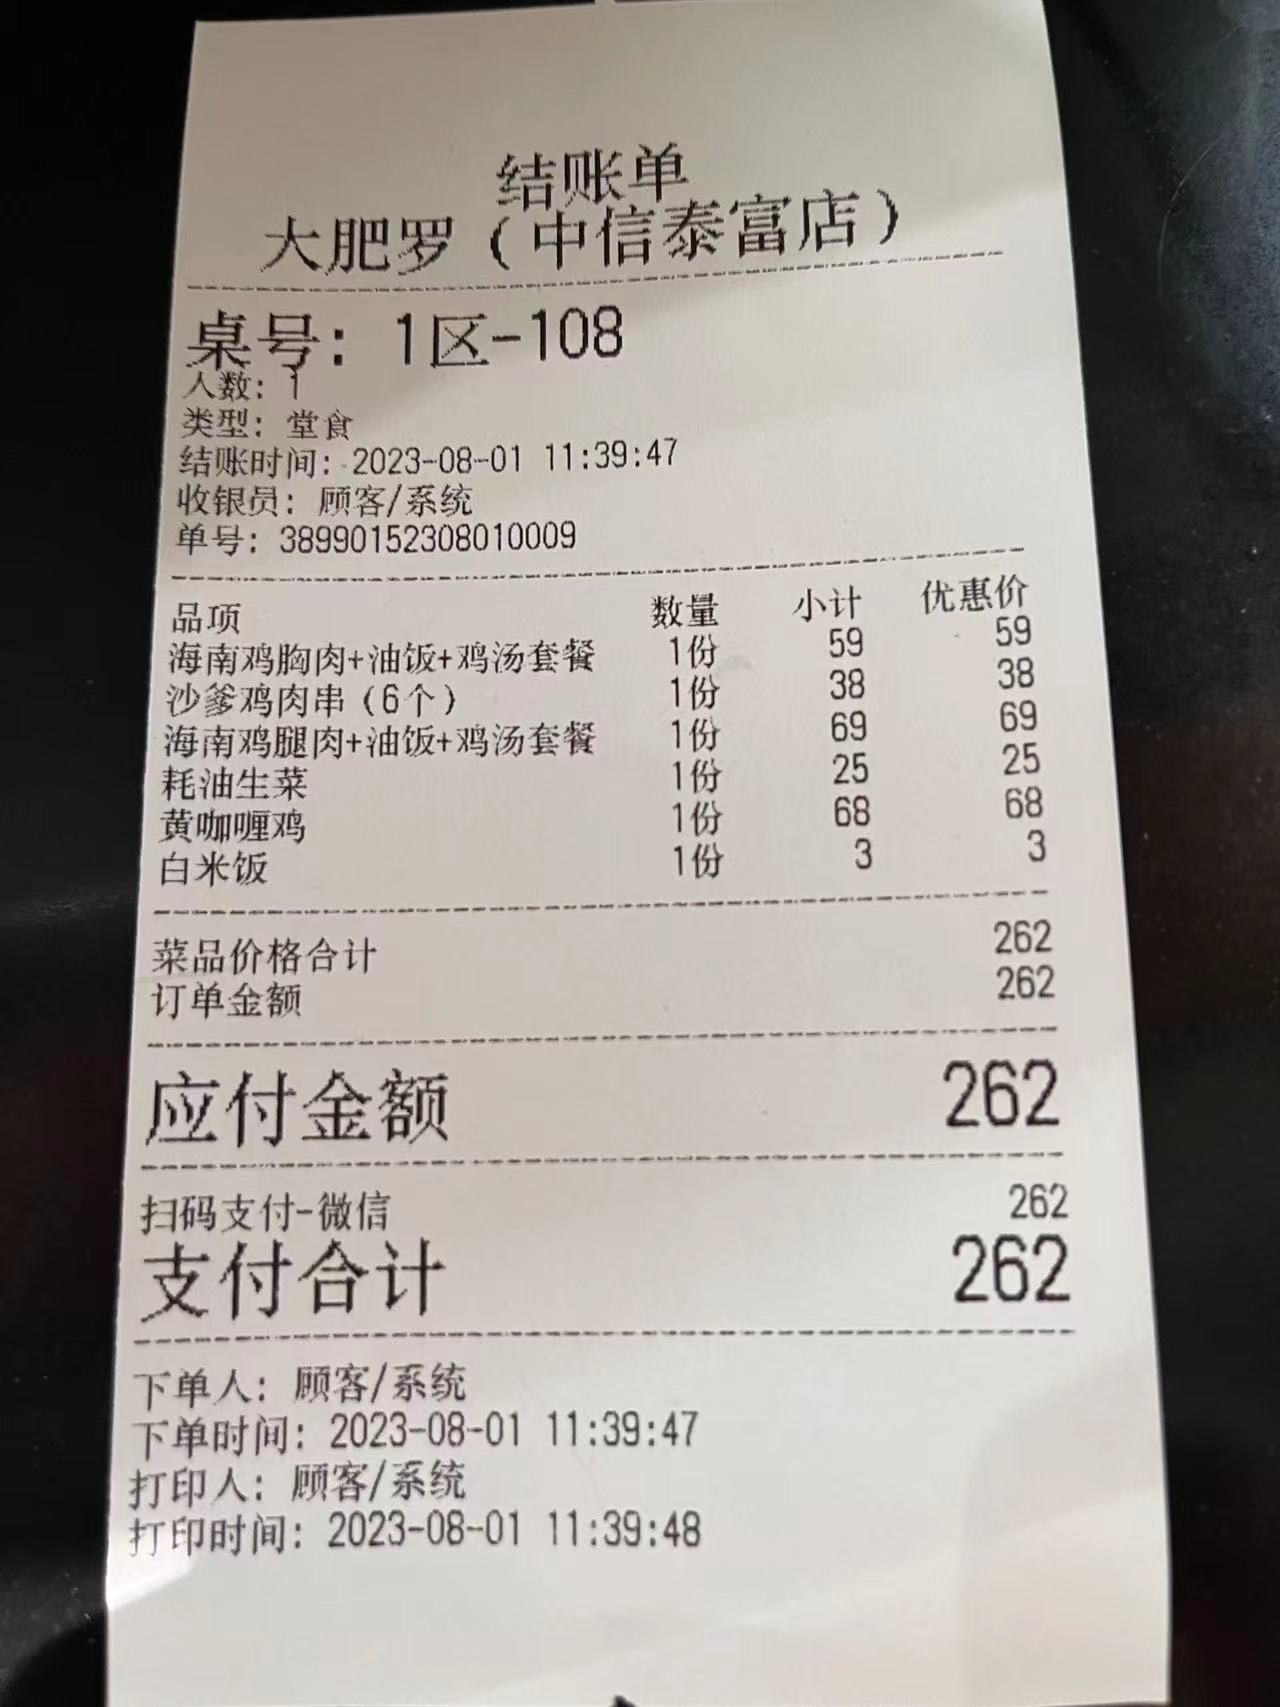 结账单
大肥罗（中信泰富店）
桌号：1区-108
人数：1
类型：堂食
结账时间：2023-08-01 11:39:47
收银员：顾客/系统
单号：38990152308010009
品项 数量 小计 优惠价
海南鸡胸肉+油饭+鸡汤套餐 1份 59 59
沙爹鸡肉串（6个） 1份 38 38
海南鸡腿肉+油饭+鸡汤套餐 1份 69 69
耗油生菜 1份 25 25
黄咖喱鸡 1份 68 68
白米饭 1份 3 3
菜品价格合计 262
订单金额 262
应付金额 262
扫码支付-微信 262
支付合计 262
下单人：顾客/系统
下单时间：2023-08-01 11:39:47
打印人：顾客/系统
打印时间：2023-08-01 11:39:48